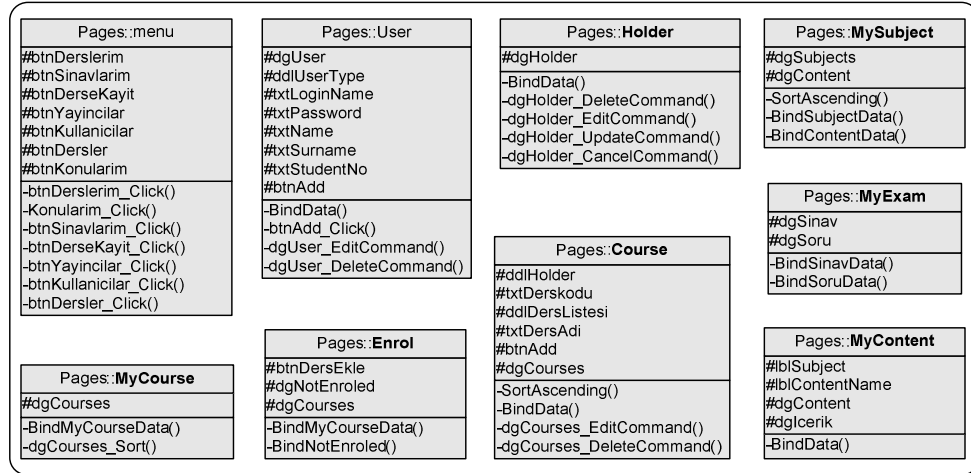 Pages::menu
#btnDerslerim
#btnSinavlarim
#btnDerseKayit
#btnYayincilar
#btnKullanicilar
#btnDersler
#btnKonularim
-btnDerslerim_Click()
-Konularim_Click()
-btnSinavlarim_Click()
-btnDerseKayit_Click()
-btnYayincilar_Click()
-btnKullanicilar_Click()
-btnDersler_Click()
Pages::MyCourse
#dgCourses
-BindMyCourseData()
-dgCourses_Sort()
Pages::User
#dgUser
#ddlUserType
#txtLoginName
#txtPassword
#txtName
#txtSurname
#txtStudentNo
#btnAdd
-BindData()
-btnAdd_Click()
-dgUser_EditCommand()
-dgUser_DeleteCommand()
Pages::Enrol
#btnDersEkle
#dgNotEnroled
#dgCourses
-BindMyCourseData()
-BindNotEnroled()
Pages::Holder
#dgHolder
-BindData()
-dgHolder_DeleteCommand()
-dgHolder_EditCommand()
-dgHolder_UpdateCommand()
-dgHolder_CancelCommand()
Pages::Course
#ddlHolder
#txtDerskodu
#ddlDersListesi
#txtDersAdi
#btnAdd
#dgCourses
-SortAscending()
-BindData()
-dgCourses_EditCommand()
-dgCourses_DeleteCommand()
Pages::MySubject
#dgSubjects
#dgContent
-SortAscending()
-BindSubjectData()
-BindContentData()
Pages::MyExam
#dgSinav
#dgSoru
-BindSinavData()
-BindSoruData()
Pages::MyContent
#lblSubject
#lblContentName
#dgContent
#dgIcerik
-BindData()